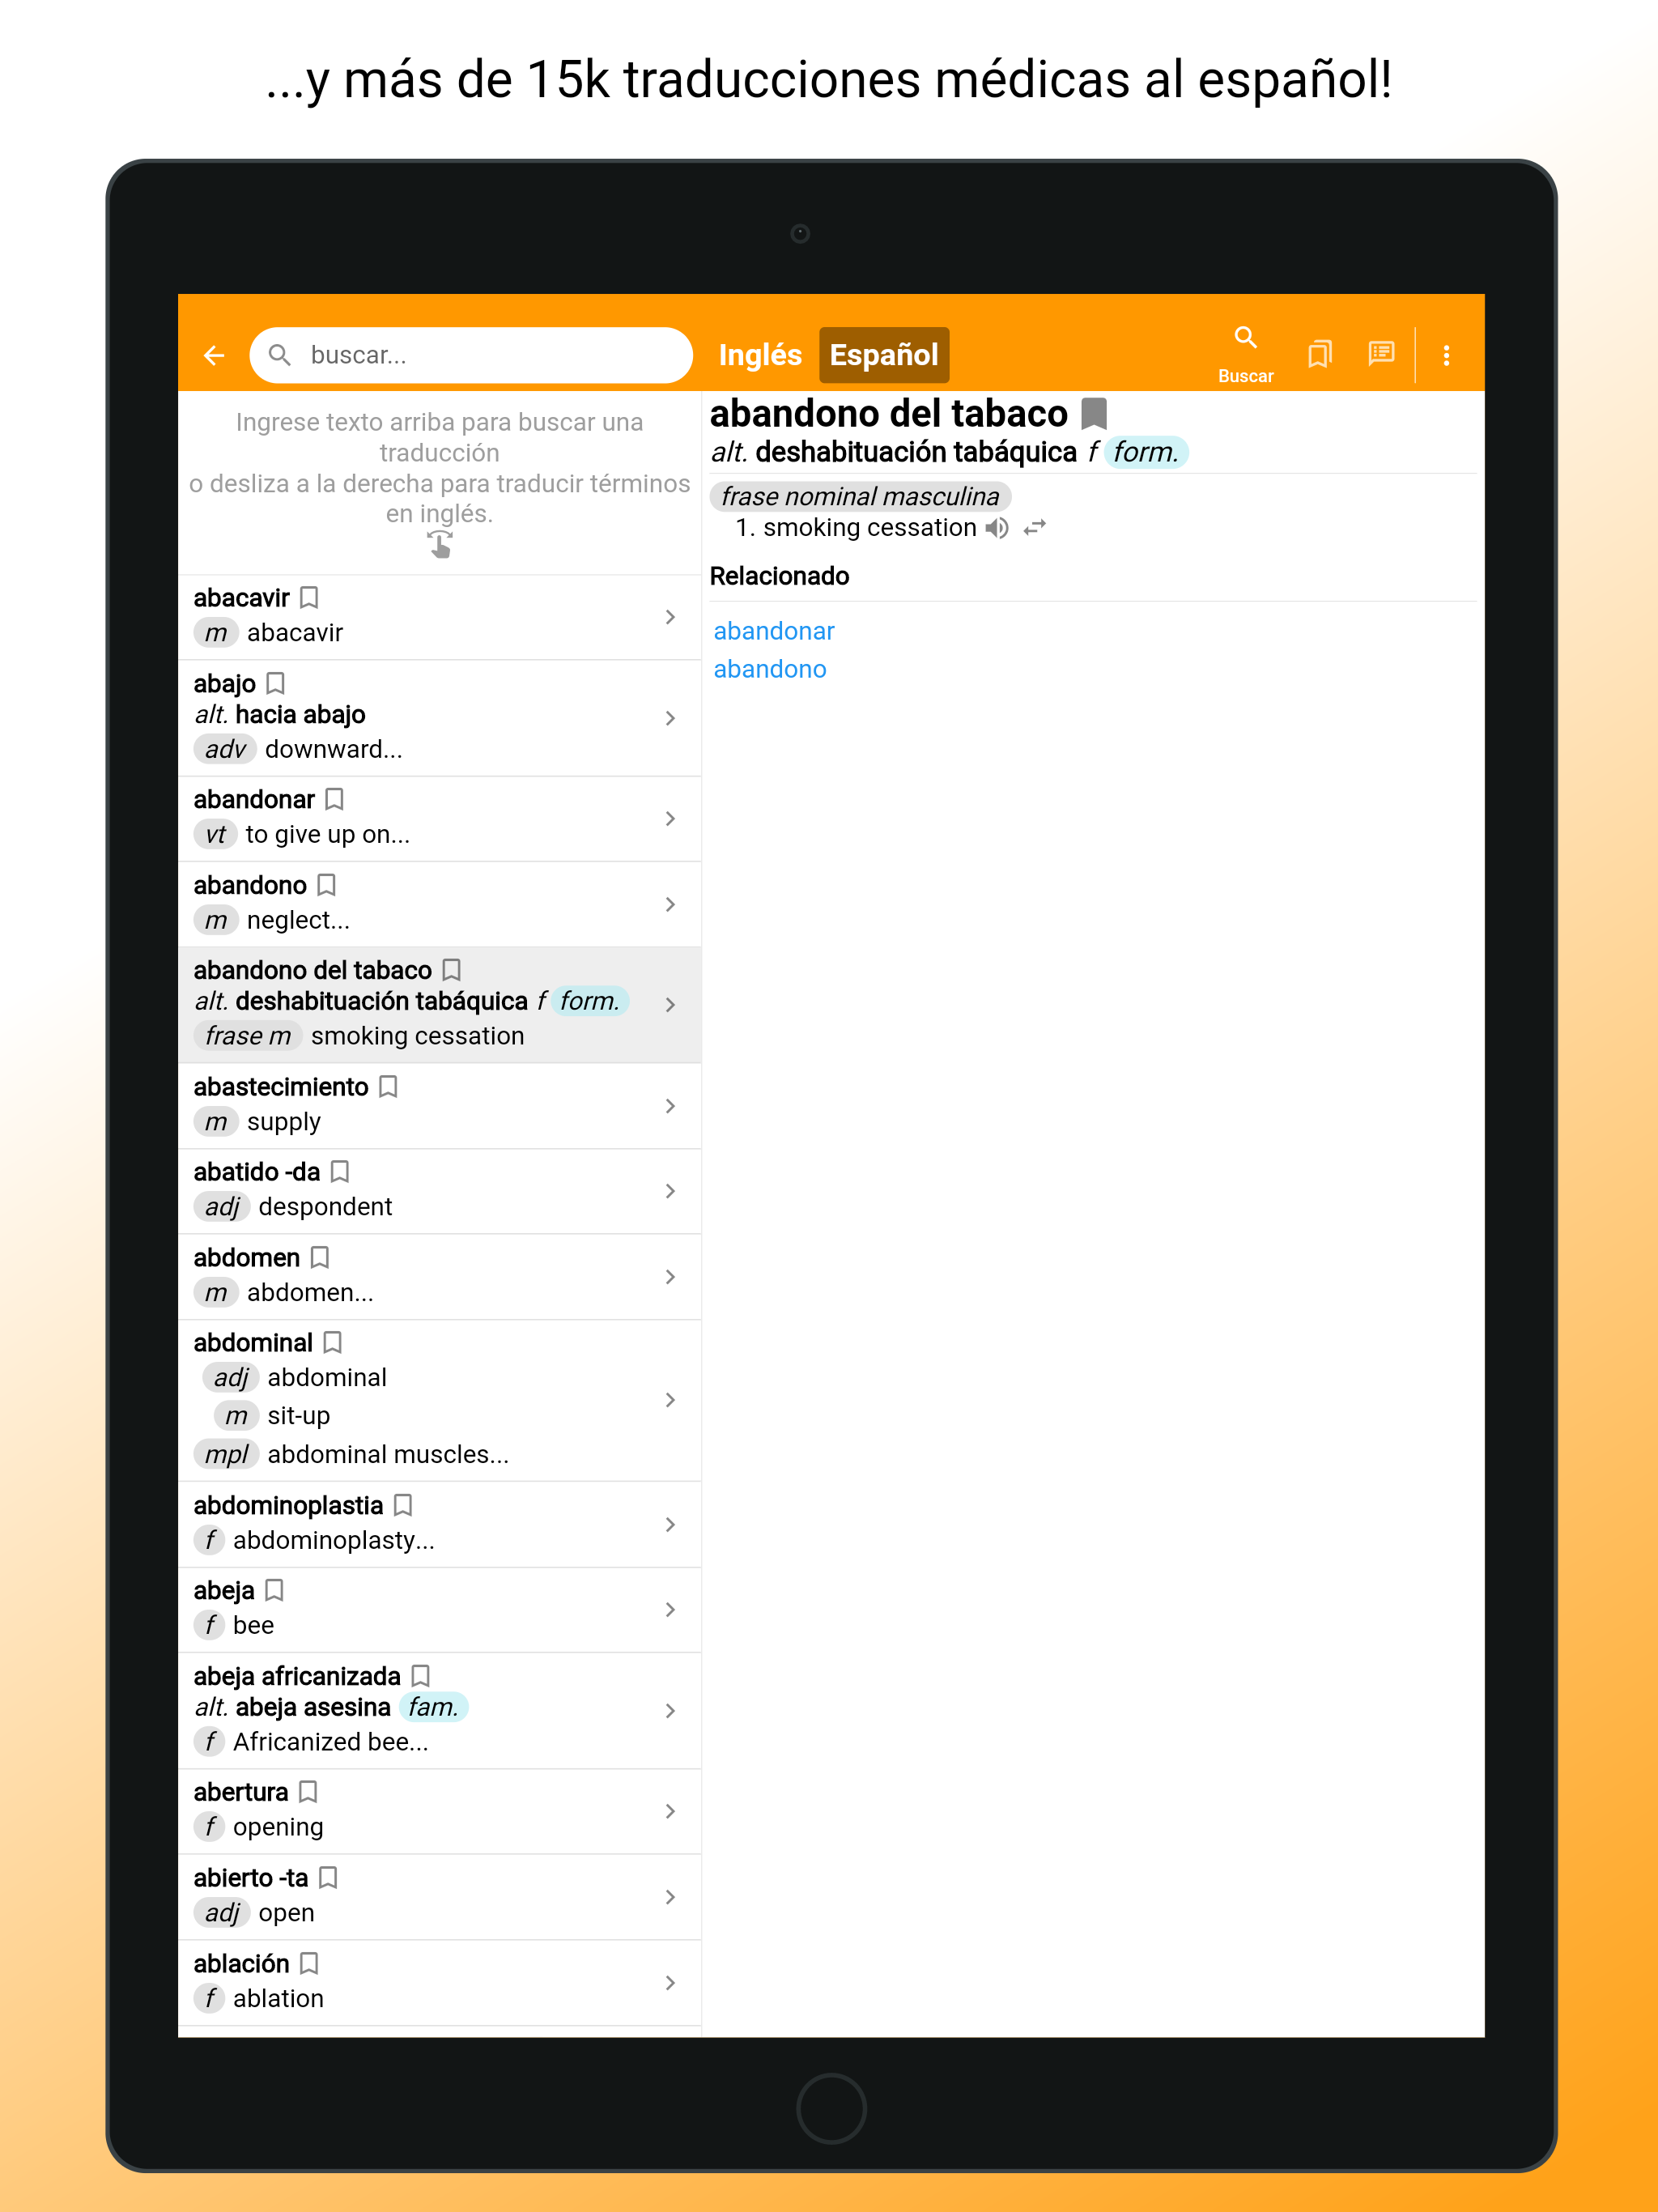 ...y más de 15k traducciones médicas al español!
buscar...
Inglés Español
Buscar
Ingrese texto arriba para buscar una
traducción
o desliza a la derecha para traducir términos
en inglés.
abacavir
m abacavir
abajo
alt. hacia abajo
adv downward...
abandonar
vt to give up on...
abandono
m neglect...
abandono del tabaco
alt. deshabituación tabáquica f form.
frase m smoking cessation
abastecimiento
m supply
abatido -da
adj despondent
abdomen
m abdomen...
abdominal
adj abdominal
m sit-up
mpl abdominal muscles...
abdominoplastia
f abdominoplasty...
abeja
f bee
abeja africanizada
alt. abeja asesina fam.
f Africanized bee...
abertura
f opening
abierto -ta
adj open
ablación
f ablation
abandono del tabaco
alt. deshabituación tabáquica f form.
frase nominal masculina
1. smoking cessation
Relacionado
abandonar
abandono